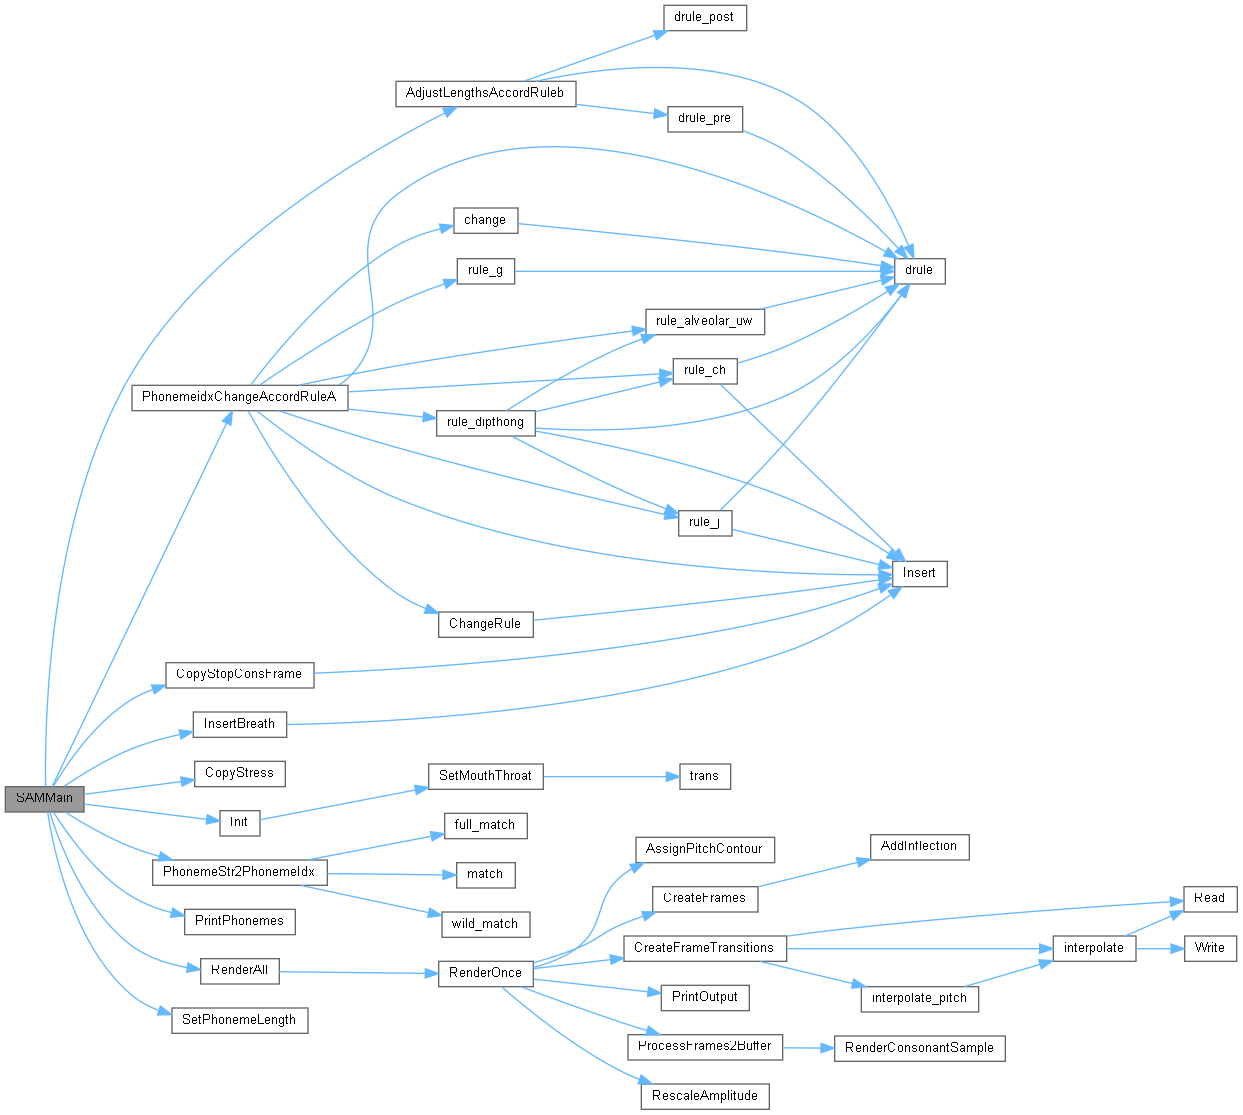 drule_post
AdjustLengthsAccordRuleb
drule_pre
change
rule_g
drule
rule_alveolar_uw
rule_ch
PhonemeidxChangeAccordRuleA
rule_dipthong
rule_j
Insert
ChangeRule
CopyStopConsFrame
InsertBreath
CopyStress
SetMouthThroat
trans
SAMMain
Init
full_match
AssignPitchContour
AddInflection
PhonemeStr2PhonemeIdx
match
CreateFrames
Read
PrintPhonemes
wild_match
CreateFrameTransitions
interpolate
Write
RenderAll
RenderOnce
PrintOutput
interpolate_pitch
SetPhonemeLength
ProcessFrames2Buffer
RenderConsonantSample
RescaleAmplitude